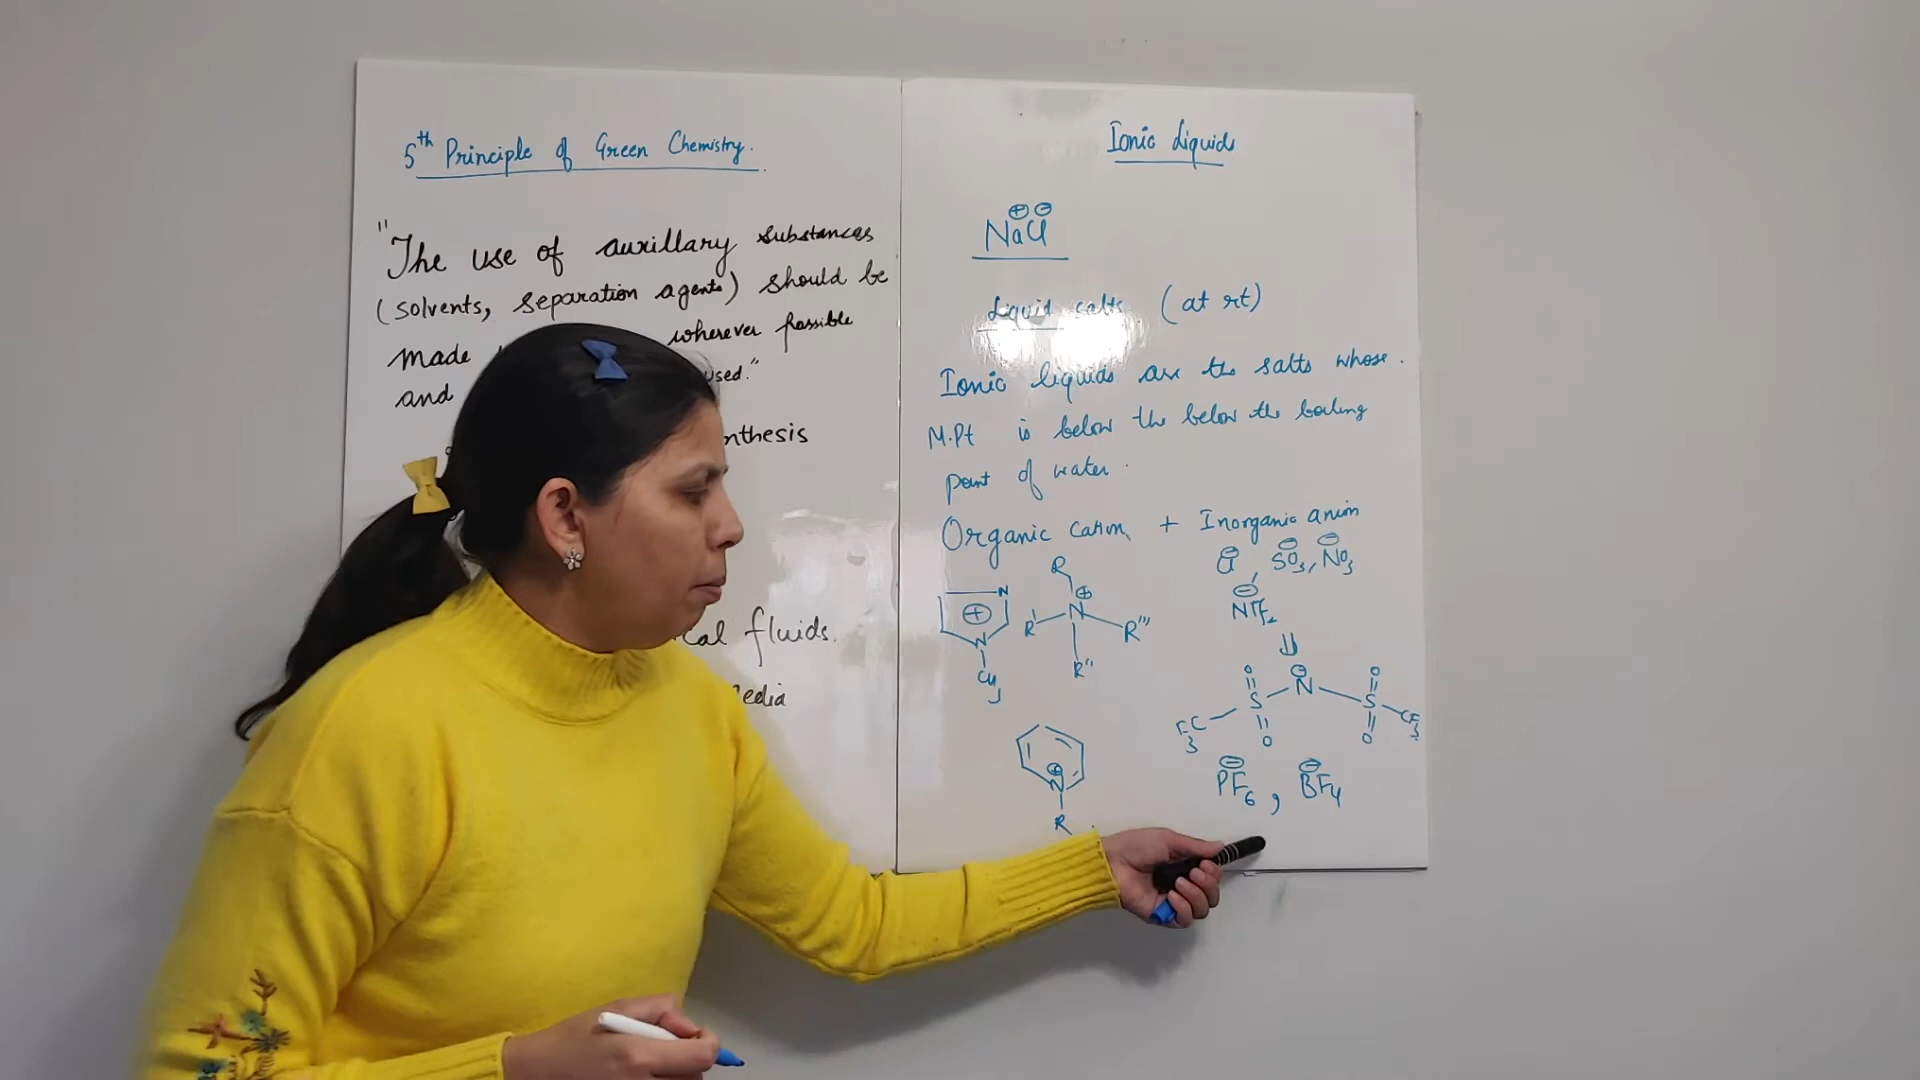 5th Principle of Green Chemistry.
"The use of auxillary substances
(solvents, separation agents) should be
made wherever possible
and used."
nthesis
cal fluids.
edia
Ionic Liquids
⊕ ⊖
NaCl
Liquid salts (at rt)
Ionic liquids are the salts whose.
M.Pt is below the below the boiling
point of water.
Organic cation + Inorganic anion
⊖ ⊖ ⊖
Cl, SO3, NO3
⊖
NTf2
N
⊕
N
CH3
R
⊕
R' N R'''
R''
O ⊖ O
S N S
F3C CF3
O O
⊕
N
R
⊖ ⊖
PF6, BF4